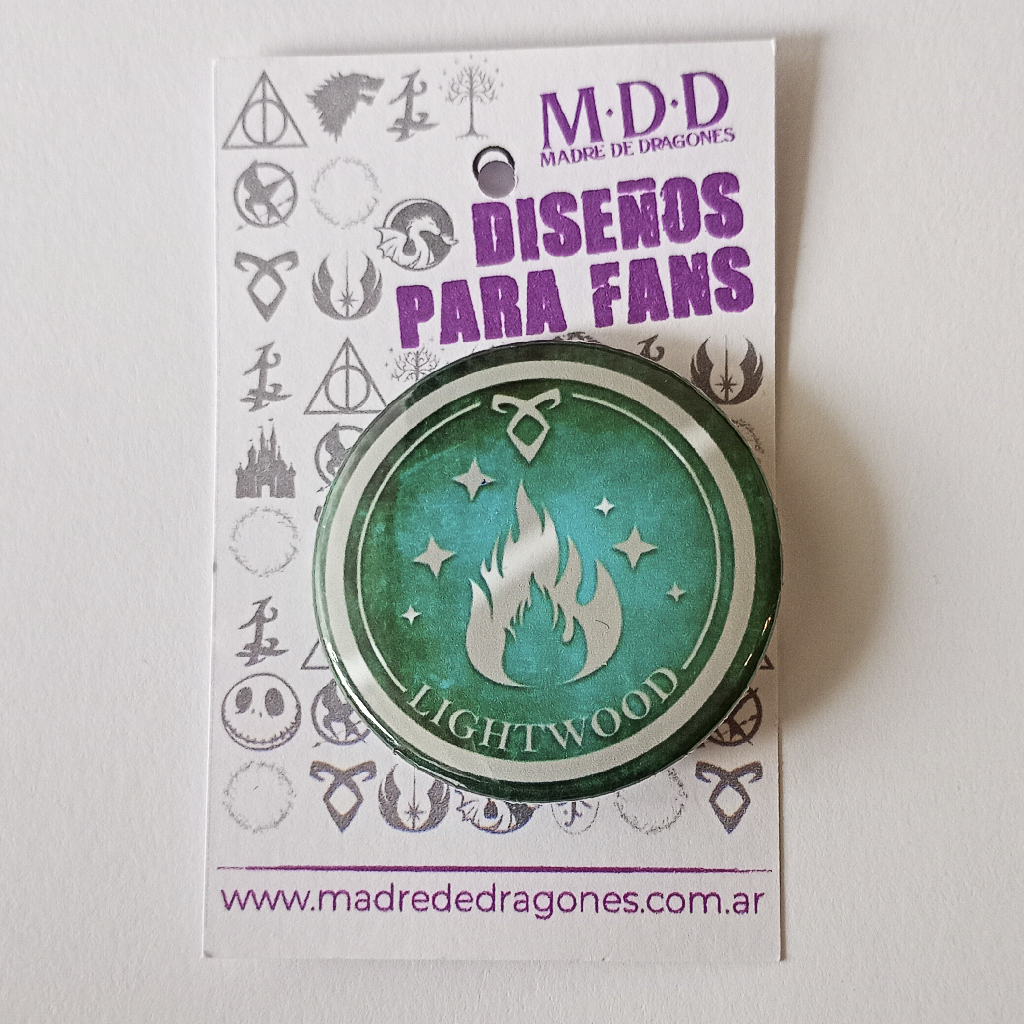 M·D·D
MADRE DE DRAGONES
DISEÑOS
PARA FANS
LIGHTWOOD
www.madrededragones.com.ar